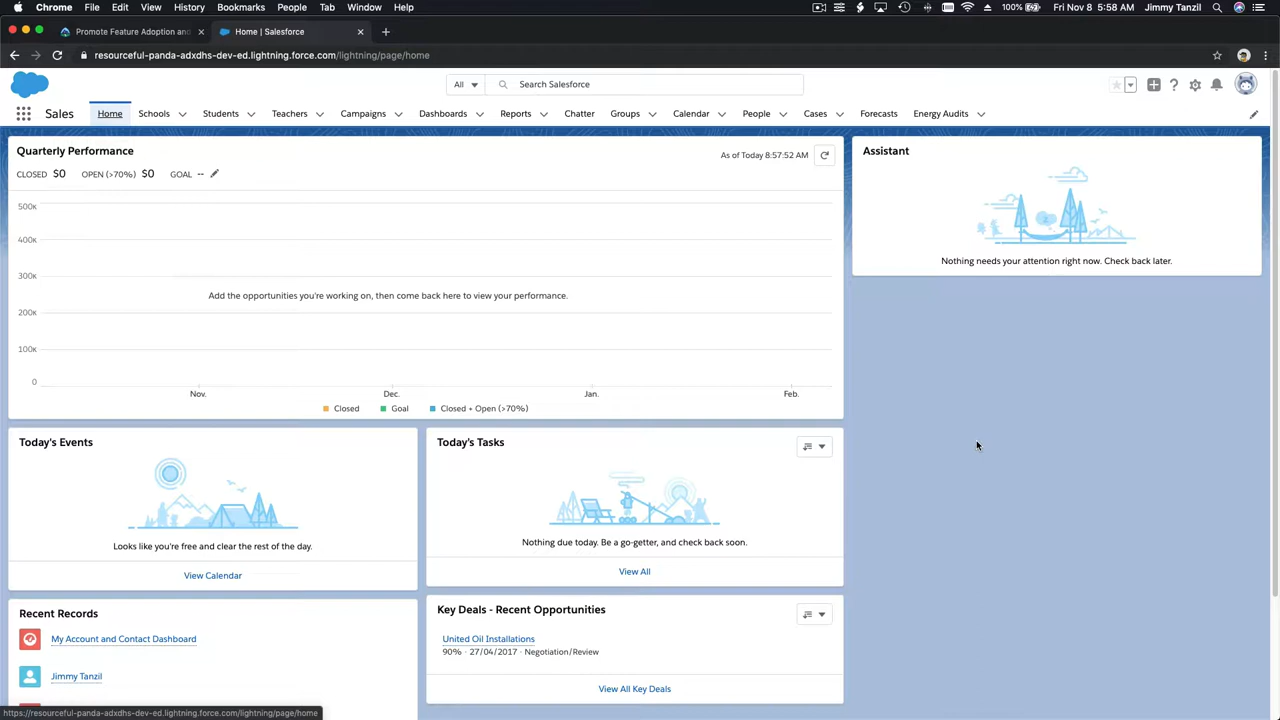 Chrome File Edit View History Bookmarks People Tab Window Help 100% Fri Nov 8 5:58 AM Jimmy Tanzil
Promote Feature Adoption and Home | Salesforce
resourceful-panda-adxdhs-dev-ed.lightning.force.com/lightning/page/home
All Search Salesforce
Sales Home Schools Students Teachers Campaigns Dashboards Reports Chatter Groups Calendar People Cases Forecasts Energy Audits
Quarterly Performance
As of Today 8:57:52 AM
CLOSED $0 OPEN (>70%) $0 GOAL --
500K
400K
300K
Add the opportunities you're working on, then come back here to view your performance.
200K
100K
0
Nov. Dec. Jan. Feb.
Closed Goal Closed + Open (>70%)
Assistant
Nothing needs your attention right now. Check back later.
Today's Events
Looks like you're free and clear the rest of the day.
View Calendar
Today's Tasks
Nothing due today. Be a go-getter, and check back soon.
View All
Recent Records
My Account and Contact Dashboard
Jimmy Tanzil
Key Deals - Recent Opportunities
United Oil Installations
90% · 27/04/2017 · Negotiation/Review
View All Key Deals
https://resourceful-panda-adxdhs-dev-ed.lightning.force.com/lightning/page/home